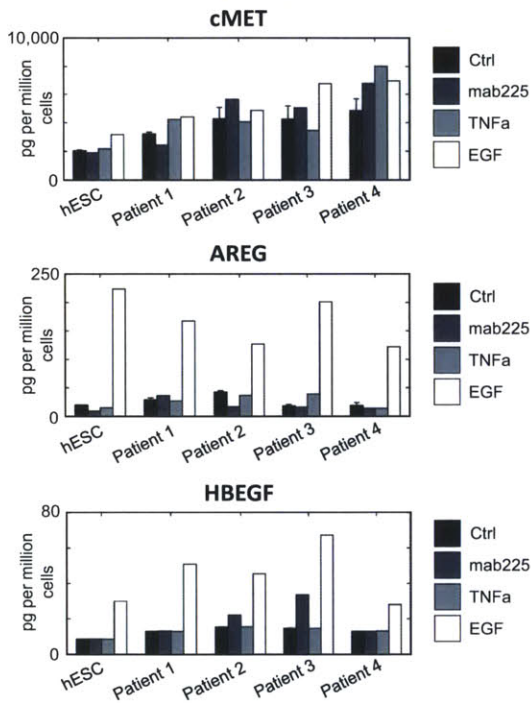 cMET
10,000
pg per million
cells
0
hESC
Patient 1
Patient 2
Patient 3
Patient 4
Ctrl
mab225
TNFa
EGF
AREG
250
pg per million
cells
0
hESC
Patient 1
Patient 2
Patient 3
Patient 4
Ctrl
mab225
TNFa
EGF
HBEGF
80
pg per million
cells
0
hESC
Patient 1
Patient 2
Patient 3
Patient 4
Ctrl
mab225
TNFa
EGF